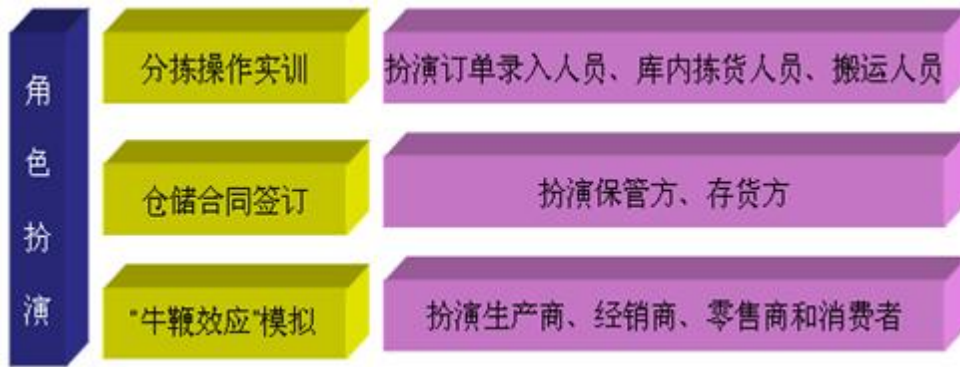 角色扮演
分拣操作实训
扮演订单录入人员、库内拣货人员、搬运人员
仓储合同签订
扮演保管方、存货方
"牛鞭效应"模拟
扮演生产商、经销商、零售商和消费者